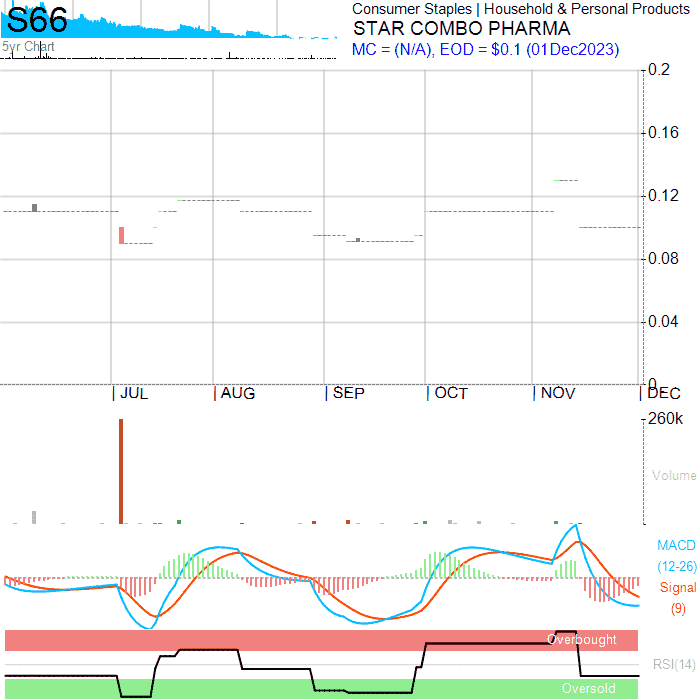 S66
Consumer Staples | Household & Personal Products
STAR COMBO PHARMA
5yr Chart
MC = (N/A), EOD = $0.1 (01Dec2023)
0.2
0.16
0.12
0.08
0.04
0
JUL AUG SEP OCT NOV DEC
260k
Volume
MACD
(12-26)
Signal
(9)
Overbought
RSI(14)
Oversold